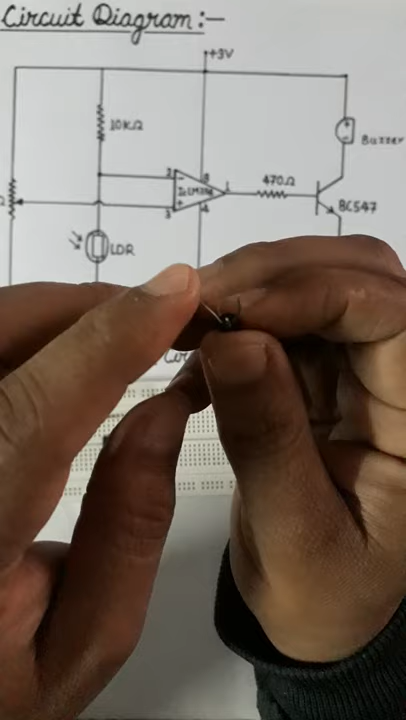 Circuit Diagram:-
+3V
10KΩ
Buzzer
2
8
470Ω
1
3
4
BC547
LDR